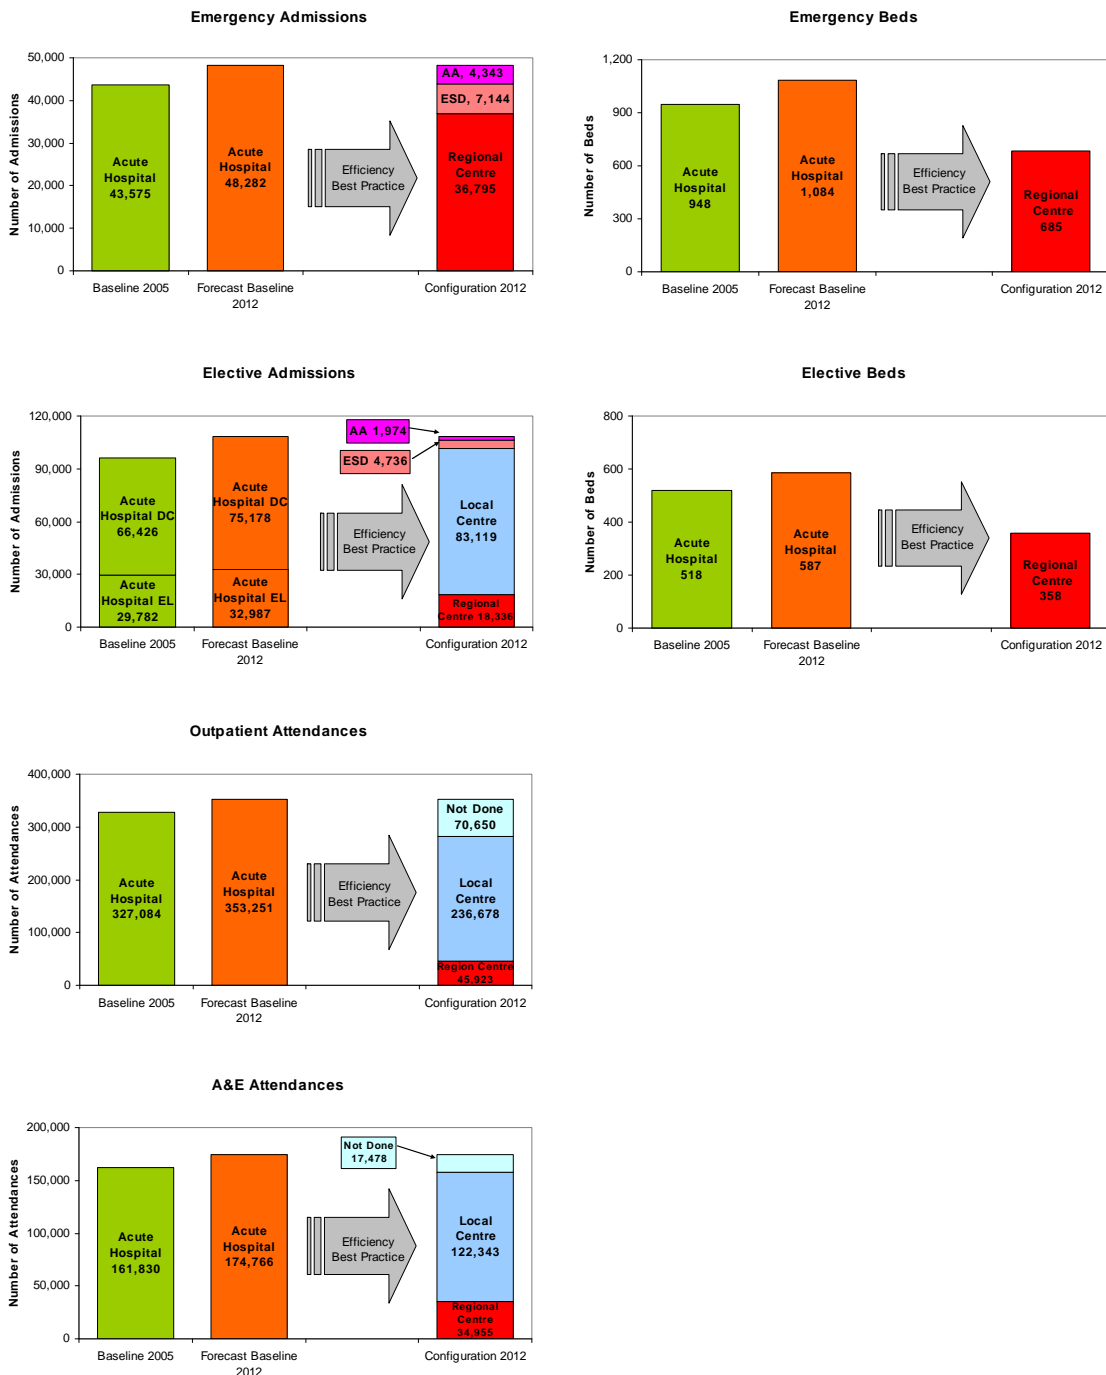 Emergency Admissions
Number of Admissions
50,000
40,000
30,000
20,000
10,000
0
Acute
Hospital
43,575
Acute
Hospital
48,282
Efficiency
Best Practice
AA, 4,343
ESD, 7,144
Regional
Centre
36,795
Baseline 2005
Forecast Baseline
2012
Configuration 2012
Emergency Beds
Number of Beds
1,200
900
600
300
0
Acute
Hospital
948
Acute
Hospital
1,084
Efficiency
Best Practice
Regional
Centre
685
Baseline 2005
Forecast Baseline
2012
Configuration 2012
Elective Admissions
Number of Admissions
120,000
90,000
60,000
30,000
0
Acute
Hospital DC
66,426
Acute
Hospital EL
29,782
Acute
Hospital DC
75,178
Acute
Hospital EL
32,987
AA 1,974
ESD 4,736
Efficiency
Best Practice
Local
Centre
83,119
Regional
Centre 18,336
Baseline 2005
Forecast Baseline
2012
Configuration 2012
Elective Beds
Number of Beds
800
600
400
200
0
Acute
Hospital
518
Acute
Hospital
587
Efficiency
Best Practice
Regional
Centre
358
Baseline 2005
Forecast Baseline
2012
Configuration 2012
Outpatient Attendances
Number of Attendances
400,000
300,000
200,000
100,000
0
Acute
Hospital
327,084
Acute
Hospital
353,251
Efficiency
Best Practice
Not Done
70,650
Local
Centre
236,678
Region Centre
45,923
Baseline 2005
Forecast Baseline
2012
Configuration 2012
A&E Attendances
Number of Attendances
200,000
150,000
100,000
50,000
0
Acute
Hospital
161,830
Acute
Hospital
174,766
Not Done
17,478
Efficiency
Best Practice
Local
Centre
122,343
Regional
Centre
34,955
Baseline 2005
Forecast Baseline
2012
Configuration 2012